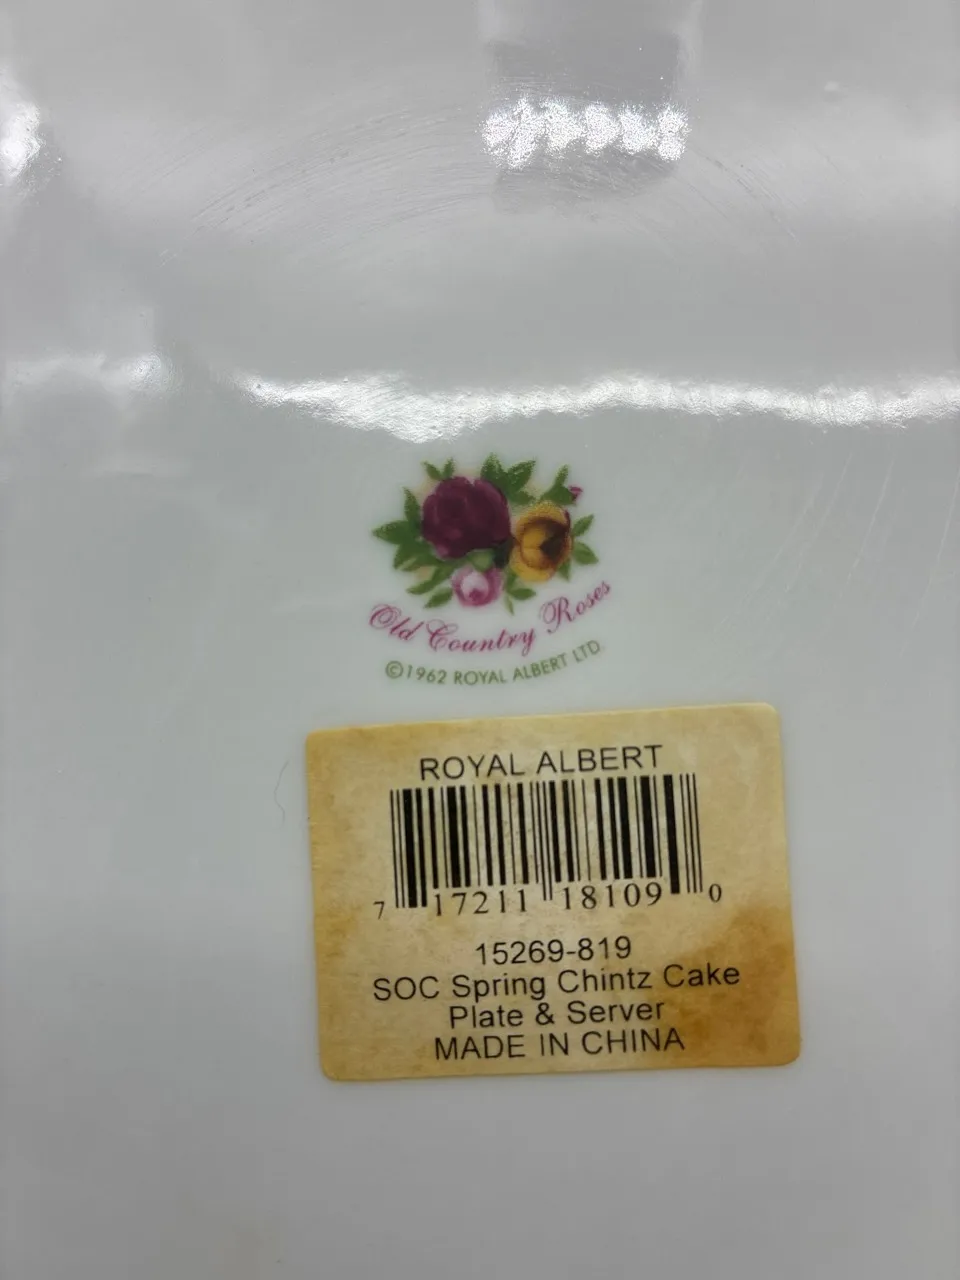 Old Country Roses
©1962 ROYAL ALBERT LTD.
ROYAL ALBERT
7 17211 18109 0
15269-819
SOC Spring Chintz Cake
Plate & Server
MADE IN CHINA